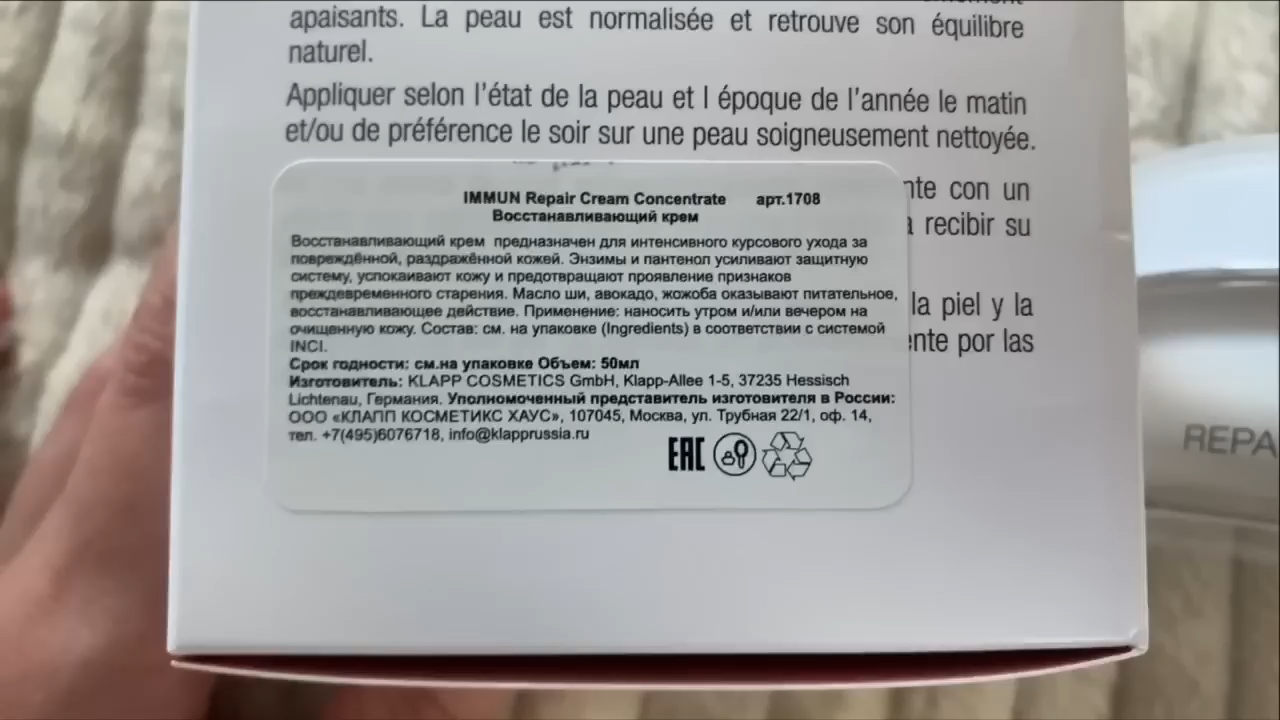 apaisants. La peau est normalisée et retrouve son équilibre
naturel.
Appliquer selon l'état de la peau et l époque de l'année le matin
et/ou de préférence le soir sur une peau soigneusement nettoyée.
con un
recibir su
la piel y la
por las
IMMUN Repair Cream Concentrate арт.1708
Восстанавливающий крем
Восстанавливающий крем предназначен для интенсивного курсового ухода за
повреждённой, раздражённой кожей. Энзимы и пантенол усиливают защитную
систему, успокаивают кожу и предотвращают проявление признаков
преждевременного старения. Масло ши, авокадо, жожоба оказывают питательное,
восстанавливающее действие. Применение: наносить утром и/или вечером на
очищенную кожу. Состав: см. на упаковке (Ingredients) в соответствии с системой
INCI.
Срок годности: см.на упаковке Объем: 50мл
Изготовитель: KLAPP COSMETICS GmbH, Klapp-Allee 1-5, 37235 Hessisch
Lichtenau, Германия. Уполномоченный представитель изготовителя в России:
ООО «КЛАПП КОСМЕТИКС ХАУС», 107045, Москва, ул. Трубная 22/1, оф. 14,
тел. +7(495)6076718, info@klapprussia.ru
EAC
REPA